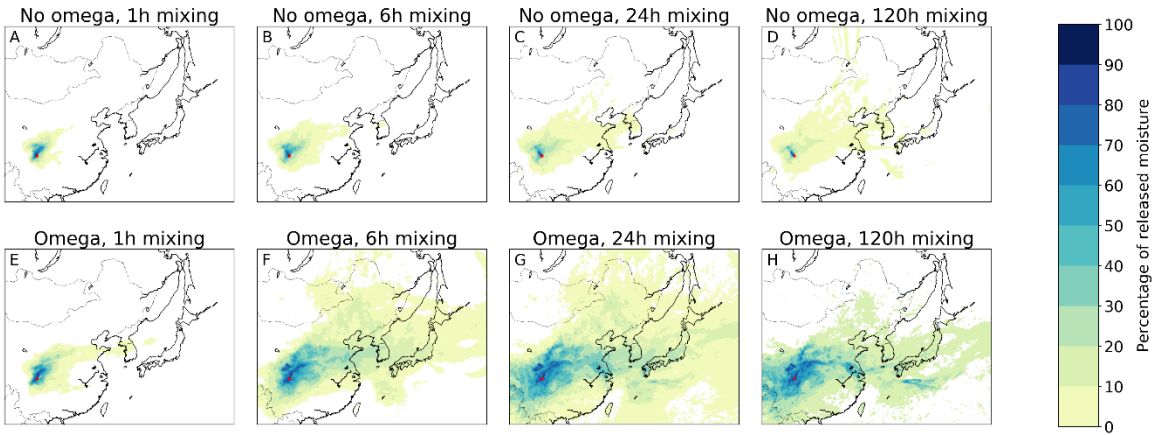 No omega, 1h mixing
No omega, 6h mixing
No omega, 24h mixing
No omega, 120h mixing
A
B
C
D
Omega, 1h mixing
Omega, 6h mixing
Omega, 24h mixing
Omega, 120h mixing
E
F
G
H
100
90
80
70
60
50
40
30
20
10
0
Percentage of released moisture